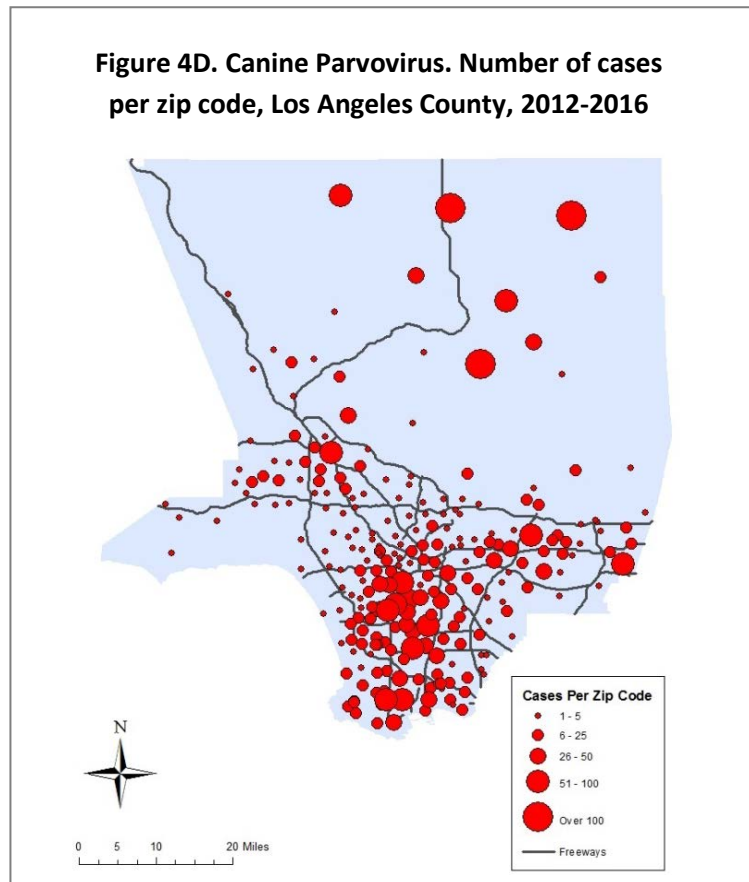 Figure 4D. Canine Parvovirus. Number of cases
per zip code, Los Angeles County, 2012-2016
Cases Per Zip Code
1 - 5
6 - 25
26 - 50
51 - 100
Over 100
Freeways
N
0 5 10 20 Miles